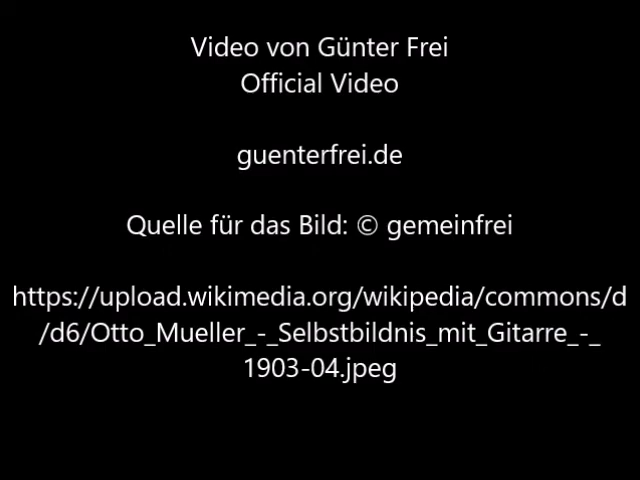 Video von Günter Frei
Official Video
guenterfrei.de
Quelle für das Bild: © gemeinfrei
https://upload.wikimedia.org/wikipedia/commons/d
/d6/Otto_Mueller_-_Selbstbildnis_mit_Gitarre_-_
1903-04.jpeg